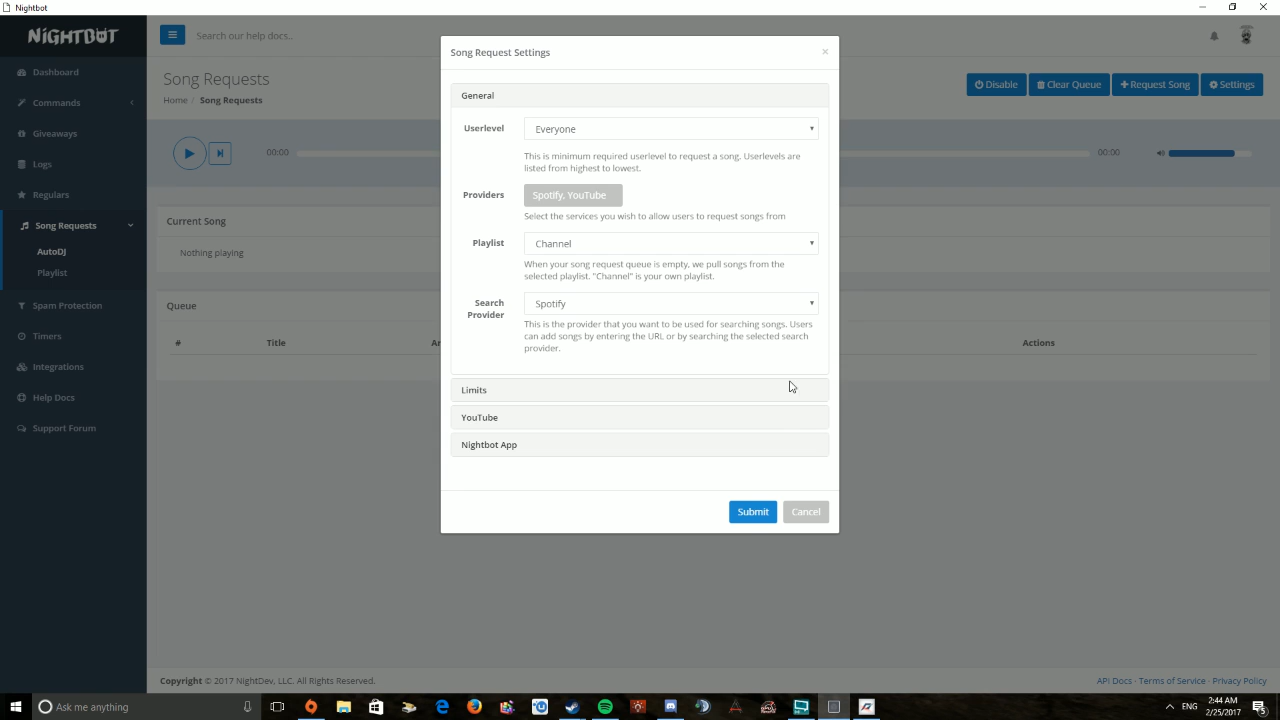 Nightbot
NIGHTBOT
Search our help docs..
Dashboard
Commands
Giveaways
Logs
Regulars
Song Requests
AutoDJ
Playlist
Spam Protection
Timers
Integrations
Help Docs
Support Forum
Song Requests
Home / Song Requests
Disable
Clear Queue
Request Song
Settings
00:00
00:00
Current Song
Nothing playing
Queue
# Title Actions
Song Request Settings
×
General
Userlevel
Everyone
This is minimum required userlevel to request a song. Userlevels are
listed from highest to lowest.
Providers
Spotify, YouTube
Select the services you wish to allow users to request songs from
Playlist
Channel
When your song request queue is empty, we pull songs from the
selected playlist. "Channel" is your own playlist.
Search
Provider
Spotify
This is the provider that you want to be used for searching songs. Users
can add songs by entering the URL or by searching the selected search
provider.
Limits
YouTube
Nightbot App
Submit
Cancel
Copyright © 2017 NightDev, LLC. All Rights Reserved.
API Docs · Terms of Service · Privacy Policy
Ask me anything
ENG
2:44 AM
2/25/2017